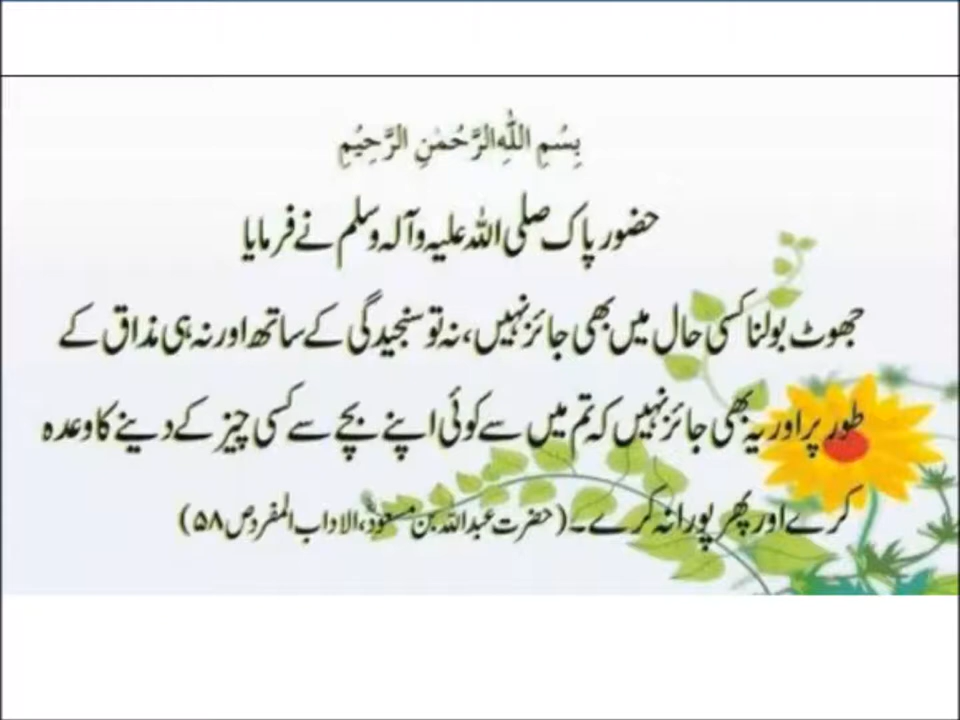 بِسْمِ اللّٰهِ الرَّحْمٰنِ الرَّحِيْمِ
حضور پاک صلی اللہ علیہ وآلہ وسلم نے فرمایا
جھوٹ بولنا کسی حال میں بھی جائز نہیں، نہ تو سنجیدگی کے ساتھ اور نہ ہی مذاق کے
طور پر اور یہ بھی جائز نہیں کہ تم میں سے کوئی اپنے بچے سے کسی چیز کے دینے کا وعدہ
کرے اور پھر پورا نہ کرے۔ (حضرت عبداللہ بن مسعودؓ، الاداب المفرد ص ۵۸)